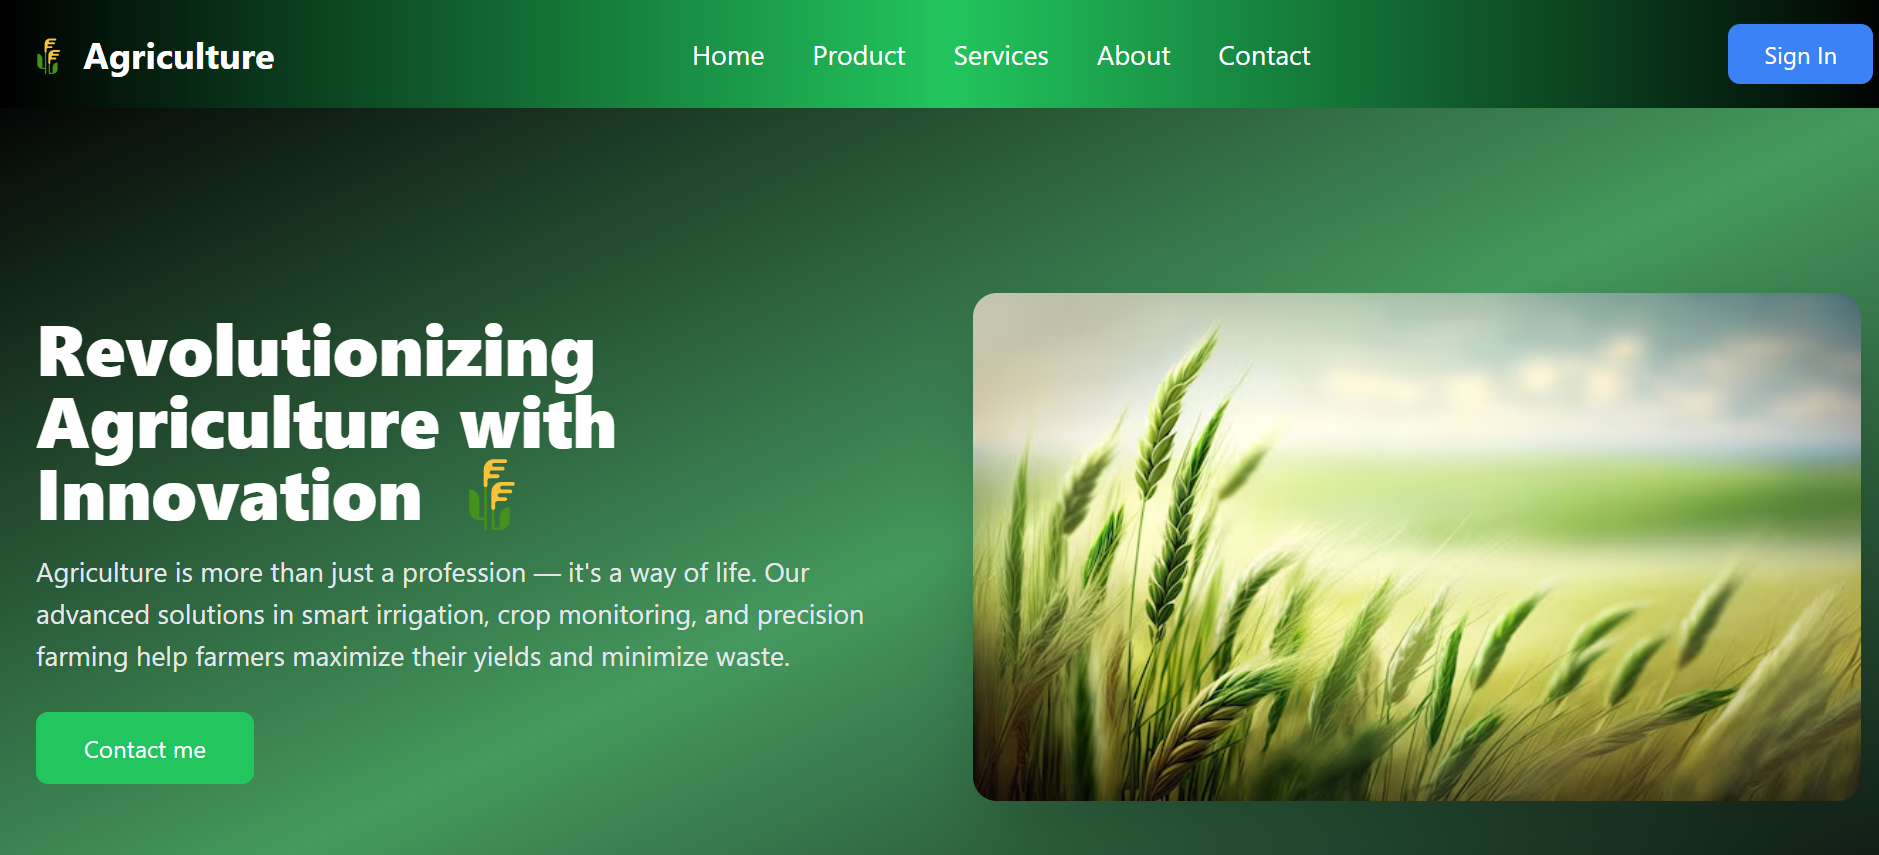 Agriculture
Home Product Services About Contact
Sign In
Revolutionizing
Agriculture with
Innovation
Agriculture is more than just a profession — it's a way of life. Our
advanced solutions in smart irrigation, crop monitoring, and precision
farming help farmers maximize their yields and minimize waste.
Contact me